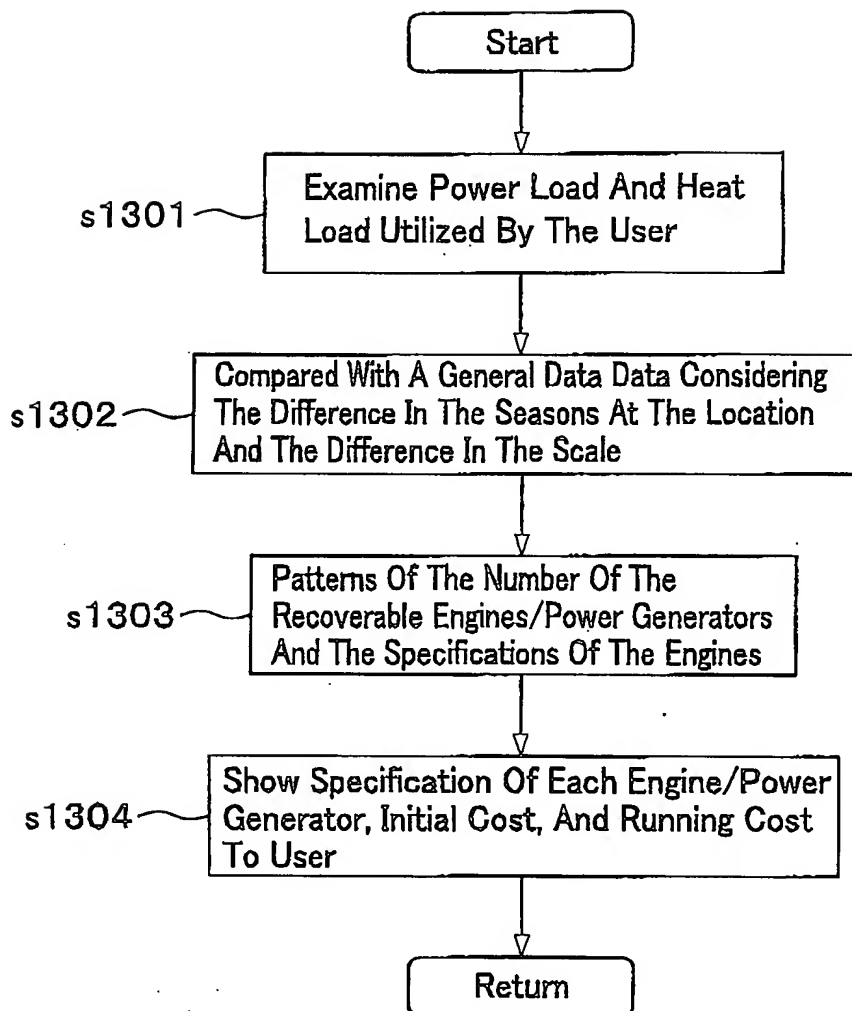 Start
s1301
Examine Power Load And Heat
Load Utilized By The User
s1302
Compared With A General Data Data Considering
The Difference In The Seasons At The Location
And The Difference In The Scale
s1303
Patterns Of The Number Of The
Recoverable Engines/Power Generators
And The Specifications Of The Engines
s1304
Show Specification Of Each Engine/Power
Generator, Initial Cost, And Running Cost
To User
Return